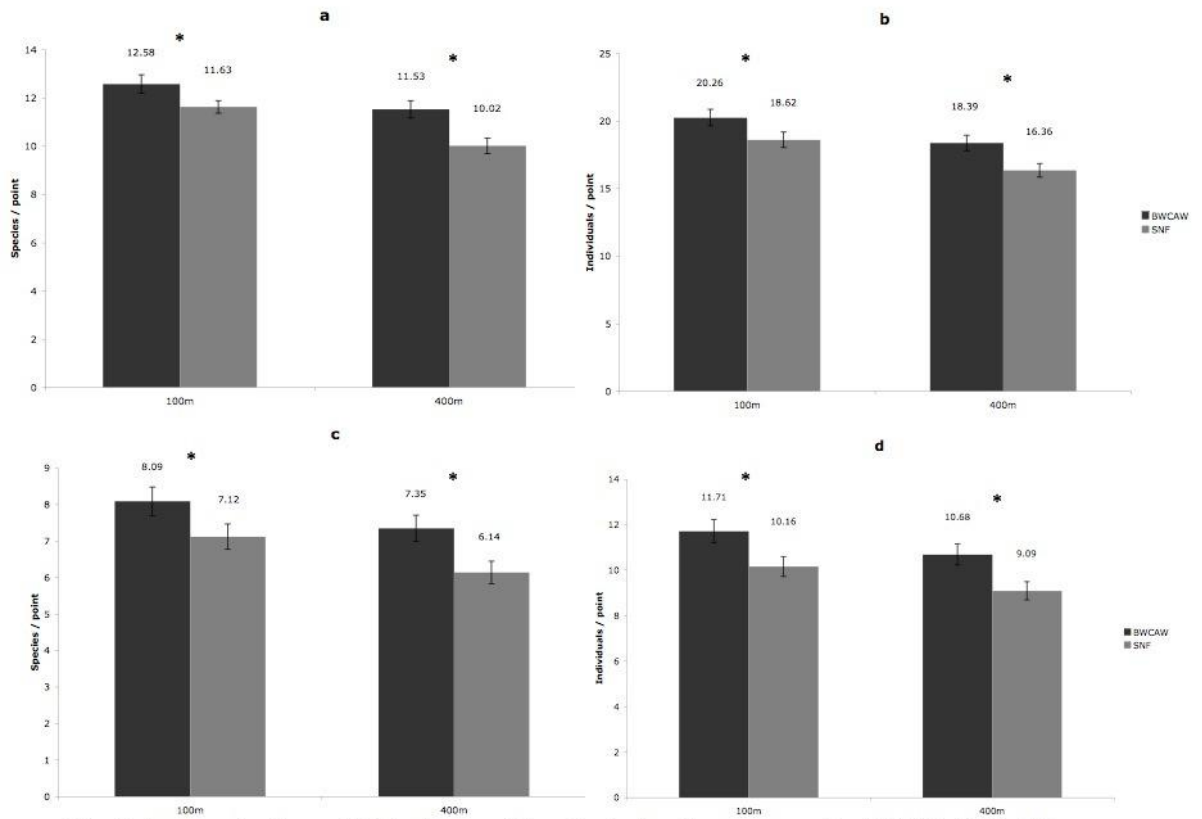 a
*
*
12.58
11.63
11.53
10.02
14
12
10
8
6
4
2
0
Species / point
100m
400m
b
*
*
20.26
18.62
18.39
16.36
25
20
15
10
5
0
Individuals / point
100m
400m
BWCAW
SNF
c
*
*
8.09
7.12
7.35
6.14
9
8
7
6
5
4
3
2
1
0
Species / point
100m
400m
d
*
*
11.71
10.16
10.68
9.09
14
12
10
8
6
4
2
0
Individuals / point
100m
400m
BWCAW
SNF